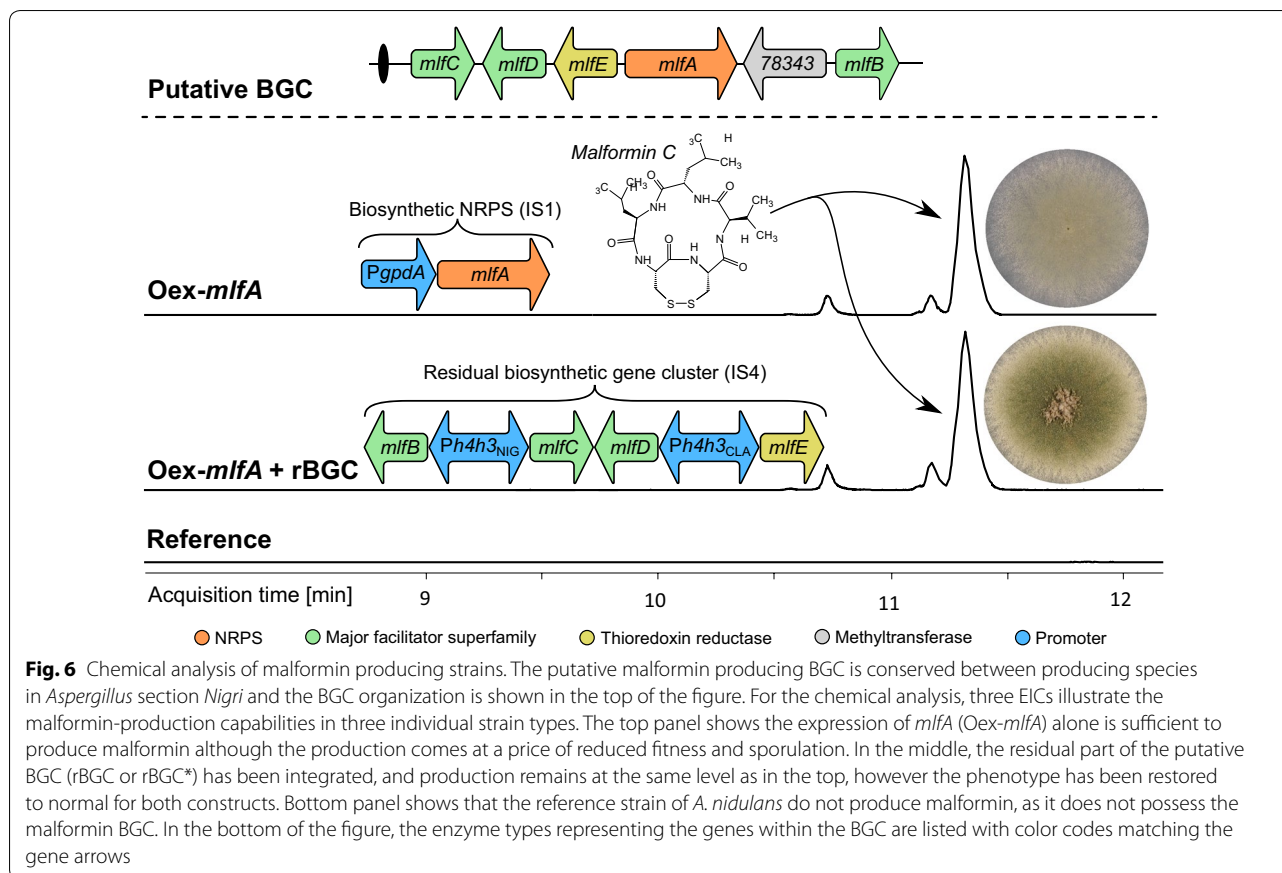 mlfC mlfD mlfE mlfA 78343 mlfB
Putative BGC
Malformin C
3C H
CH3
O
3C CH3 O
H NH NH
CH3
O NH H CH3
O H
NH N O
S S
Biosynthetic NRPS (IS1)
PgpdA mlfA
Oex-mlfA
Residual biosynthetic gene cluster (IS4)
mlfB Ph4h3NIG mlfC mlfD Ph4h3CLA mlfE
Oex-mlfA + rBGC
Reference
Acquisition time [min] 9 10 11 12
NRPS Major facilitator superfamily Thioredoxin reductase Methyltransferase Promoter
Fig. 6 Chemical analysis of malformin producing strains. The putative malformin producing BGC is conserved between producing species
in Aspergillus section Nigri and the BGC organization is shown in the top of the figure. For the chemical analysis, three EICs illustrate the
malformin-production capabilities in three individual strain types. The top panel shows the expression of mlfA (Oex-mlfA) alone is sufficient to
produce malformin although the production comes at a price of reduced fitness and sporulation. In the middle, the residual part of the putative
BGC (rBGC or rBGC*) has been integrated, and production remains at the same level as in the top, however the phenotype has been restored
to normal for both constructs. Bottom panel shows that the reference strain of A. nidulans do not produce malformin, as it does not possess the
malformin BGC. In the bottom of the figure, the enzyme types representing the genes within the BGC are listed with color codes matching the
gene arrows